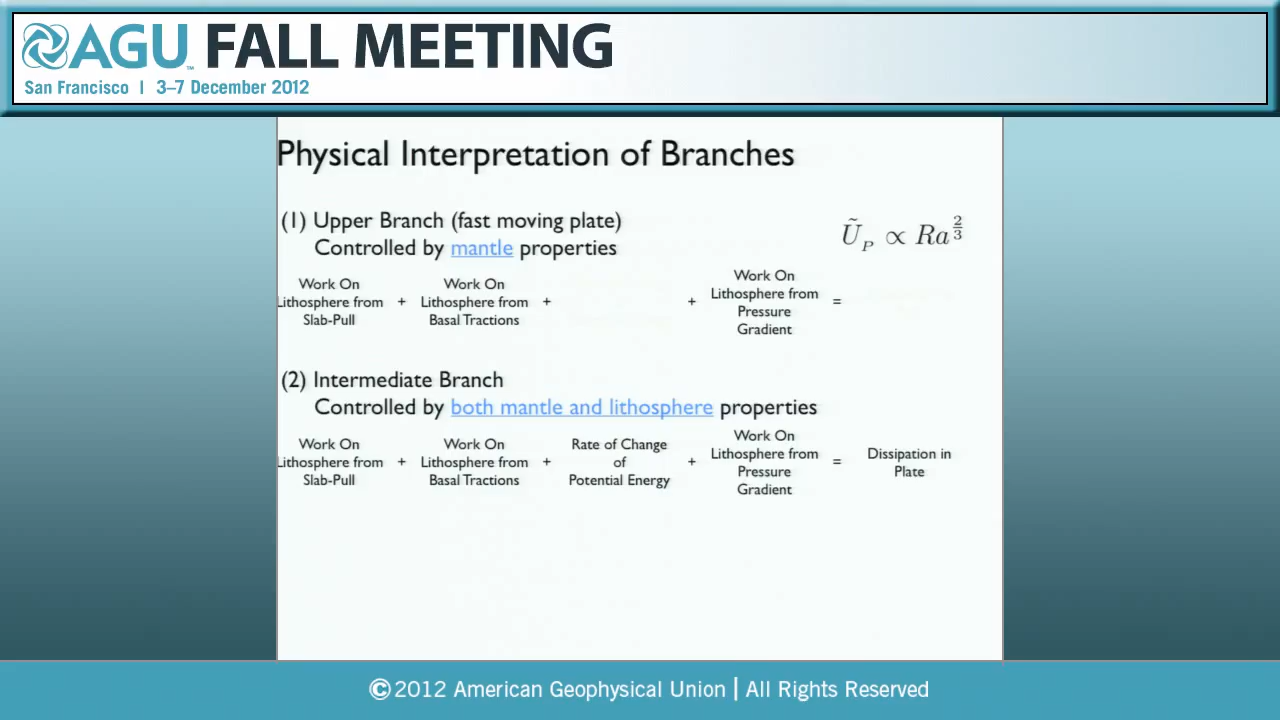 AGU™ FALL MEETING
San Francisco | 3–7 December 2012
Physical Interpretation of Branches
(1) Upper Branch (fast moving plate)
Controlled by mantle properties
Ũ_P ∝ Ra^(2/3)
Work On
Lithosphere from
Slab-Pull
+
Work On
Lithosphere from
Basal Tractions
+
+
Work On
Lithosphere from
Pressure
Gradient
=
(2) Intermediate Branch
Controlled by both mantle and lithosphere properties
Work On
Lithosphere from
Slab-Pull
+
Work On
Lithosphere from
Basal Tractions
+
Rate of Change
of
Potential Energy
+
Work On
Lithosphere from
Pressure
Gradient
=
Dissipation in
Plate
©2012 American Geophysical Union | All Rights Reserved